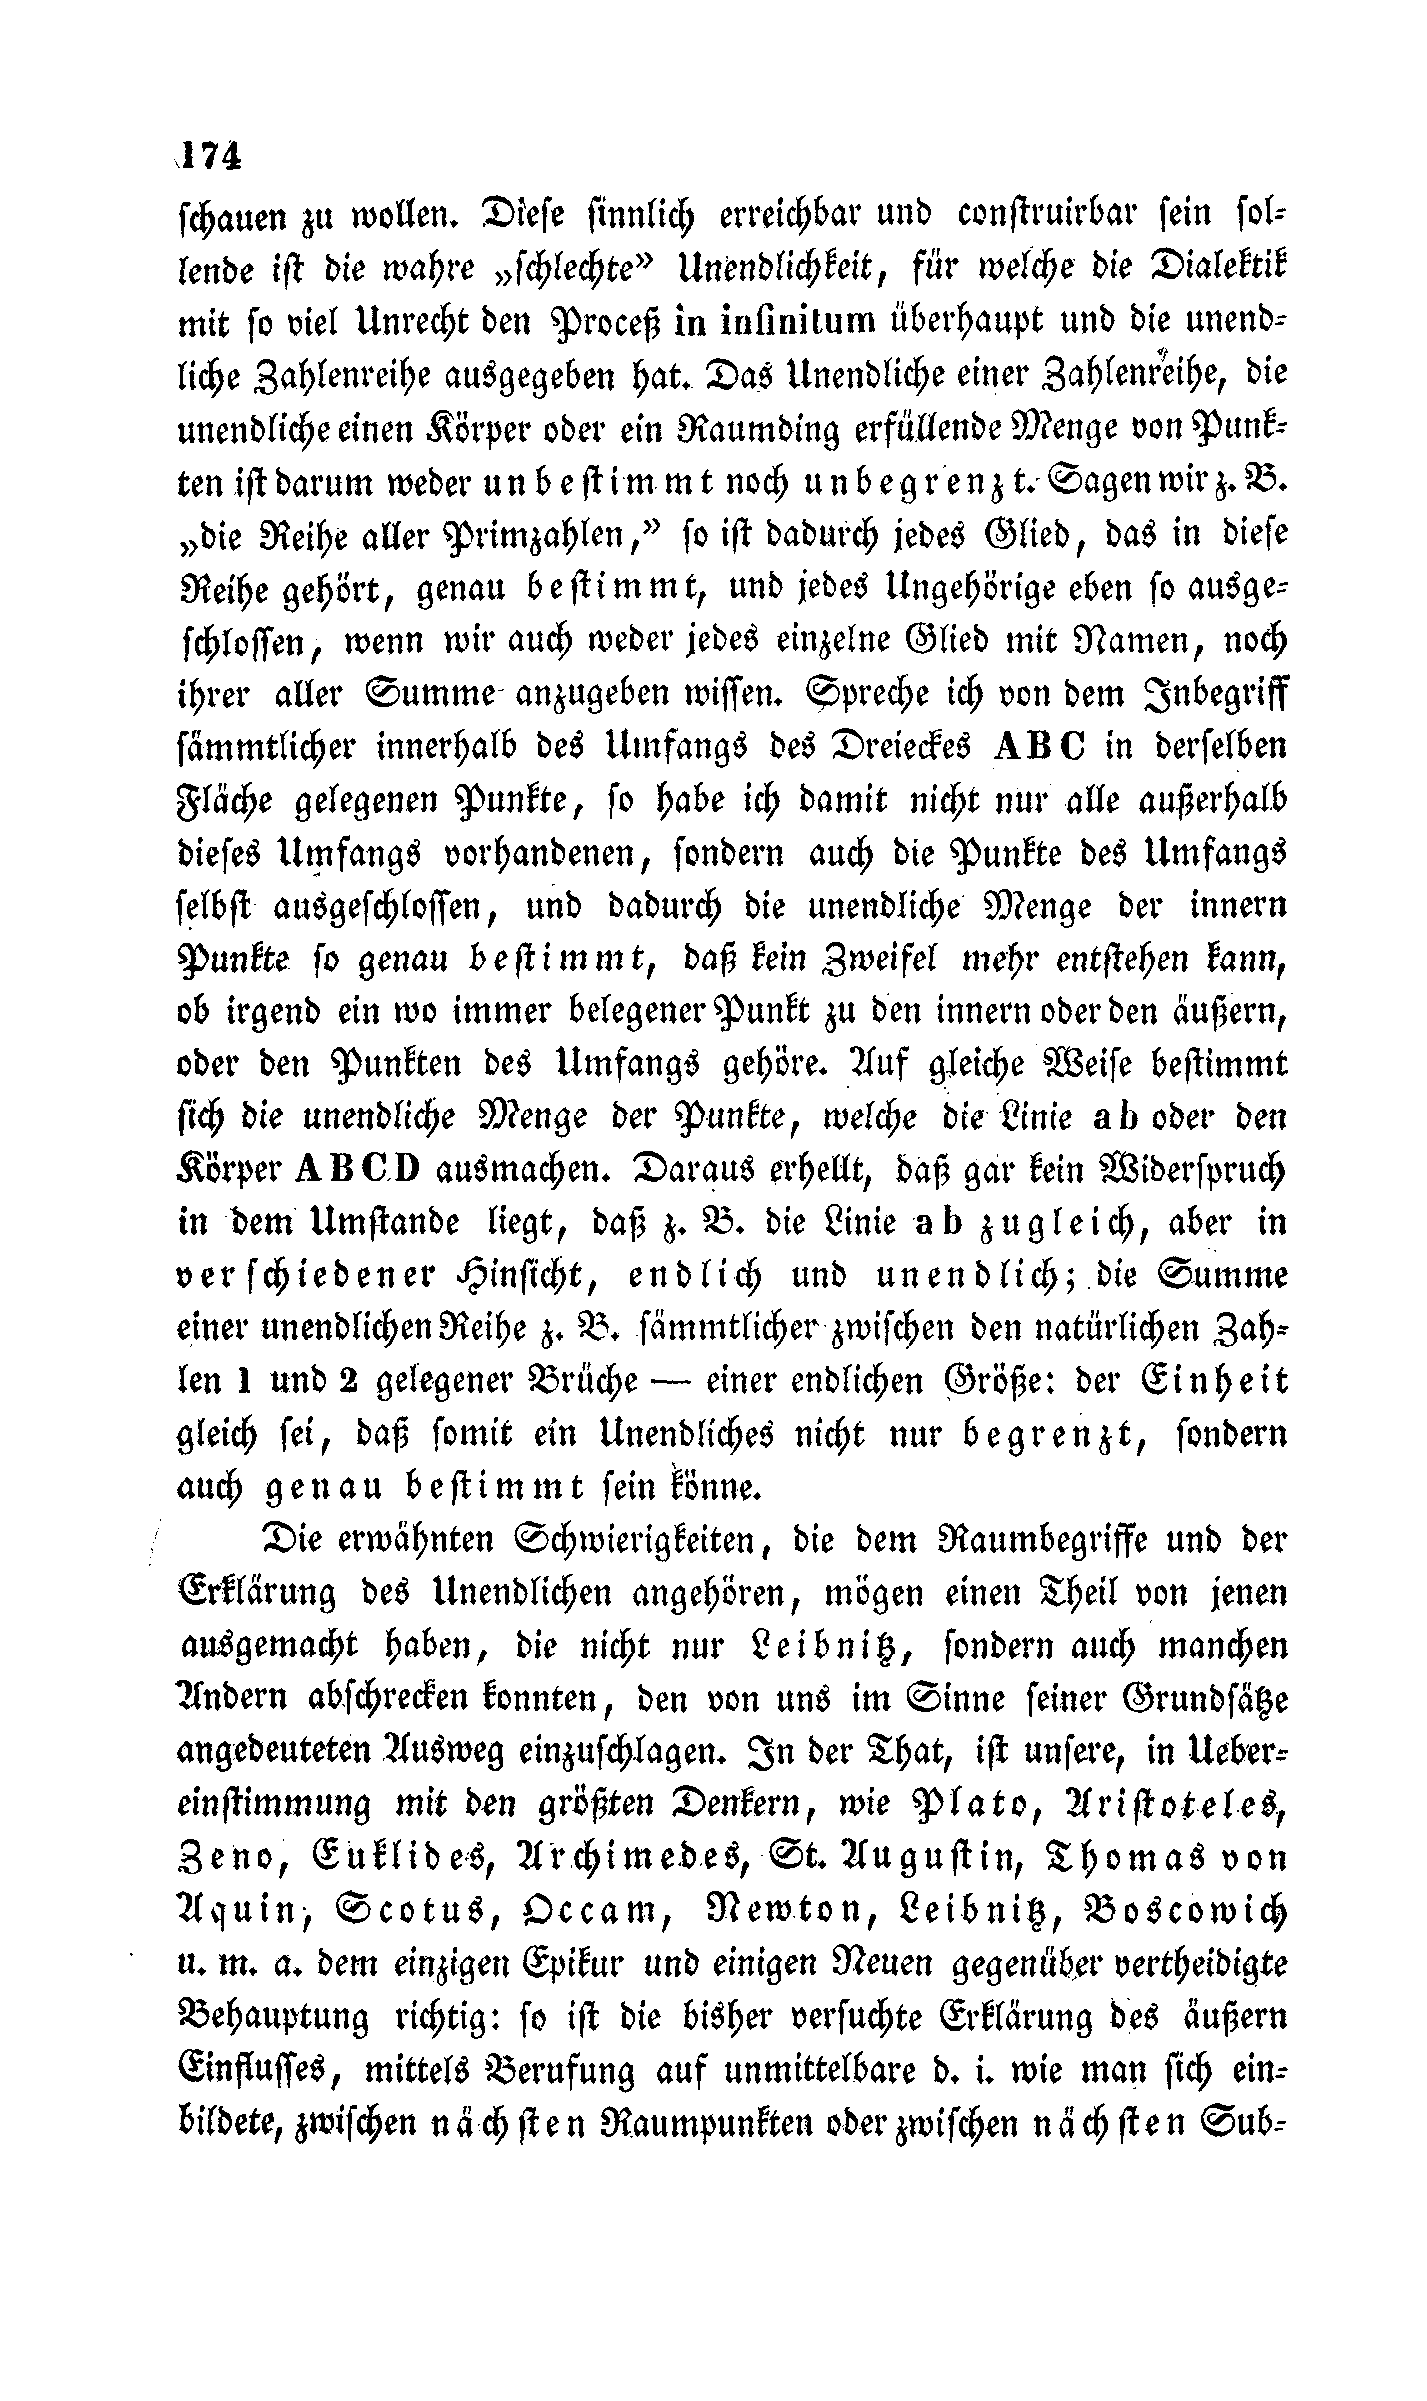 174
schauen zu wollen. Diese sinnlich erreichbar und construirbar sein sol-
lende ist die wahre „schlechte” Unendlichkeit, für welche die Dialektik
mit so viel Unrecht den Proceß in infinitum überhaupt und die unend-
liche Zahlenreihe ausgegeben hat. Das Unendliche einer Zahlenreihe, die
unendliche einen Körper oder ein Raumding erfüllende Menge von Punk-
ten ist darum weder unbestimmt noch unbegrenzt. Sagen wir z. B.
„die Reihe aller Primzahlen,” so ist dadurch jedes Glied, das in diese
Reihe gehört, genau bestimmt, und jedes Ungehörige eben so ausge-
schlossen, wenn wir auch weder jedes einzelne Glied mit Namen, noch
ihrer aller Summe anzugeben wissen. Spreche ich von dem Inbegriff
sämmtlicher innerhalb des Umfangs des Dreieckes ABC in derselben
Fläche gelegenen Punkte, so habe ich damit nicht nur alle außerhalb
dieses Umfangs vorhandenen, sondern auch die Punkte des Umfangs
selbst ausgeschlossen, und dadurch die unendliche Menge der innern
Punkte so genau bestimmt, daß kein Zweifel mehr entstehen kann,
ob irgend ein wo immer belegener Punkt zu den innern oder den äußern,
oder den Punkten des Umfangs gehöre. Auf gleiche Weise bestimmt
sich die unendliche Menge der Punkte, welche die Linie ab oder den
Körper ABCD ausmachen. Daraus erhellt, daß gar kein Widerspruch
in dem Umstande liegt, daß z. B. die Linie ab zugleich, aber in
verschiedener Hinsicht, endlich und unendlich; die Summe
einer unendlichen Reihe z. B. sämmtlicher zwischen den natürlichen Zah-
len 1 und 2 gelegener Brüche — einer endlichen Größe: der Einheit
gleich sei, daß somit ein Unendliches nicht nur begrenzt, sondern
auch genau bestimmt sein könne.
Die erwähnten Schwierigkeiten, die dem Raumbegriffe und der
Erklärung des Unendlichen angehören, mögen einen Theil von jenen
ausgemacht haben, die nicht nur Leibnitz, sondern auch manchen
Andern abschrecken konnten, den von uns im Sinne seiner Grundsätze
angedeuteten Ausweg einzuschlagen. In der That, ist unsere, in Ueber-
einstimmung mit den größten Denkern, wie Plato, Aristoteles,
Zeno, Euklides, Archimedes, St. Augustin, Thomas von
Aquin, Scotus, Occam, Newton, Leibnitz, Boscowich
u. m. a. dem einzigen Epikur und einigen Neuen gegenüber vertheidigte
Behauptung richtig: so ist die bisher versuchte Erklärung des äußern
Einflusses, mittels Berufung auf unmittelbare d. i. wie man sich ein-
bildete, zwischen nächsten Raumpunkten oder zwischen nächsten Sub-